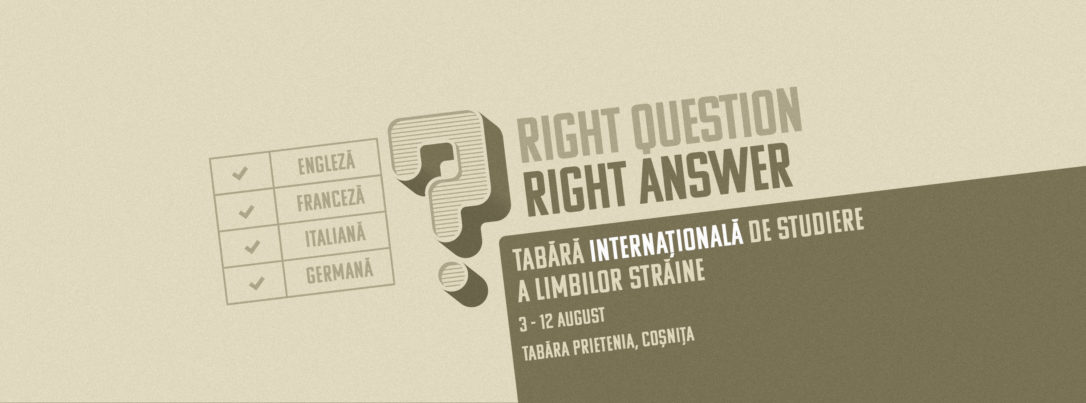 ENGLEZĂ
FRANCEZĂ
ITALIANĂ
GERMANĂ
?
RIGHT QUESTION
RIGHT ANSWER
TABĂRĂ INTERNAȚIONALĂ DE STUDIERE
A LIMBILOR STRĂINE
3 - 12 AUGUST
TABĂRA PRIETENIA, COȘNIȚA